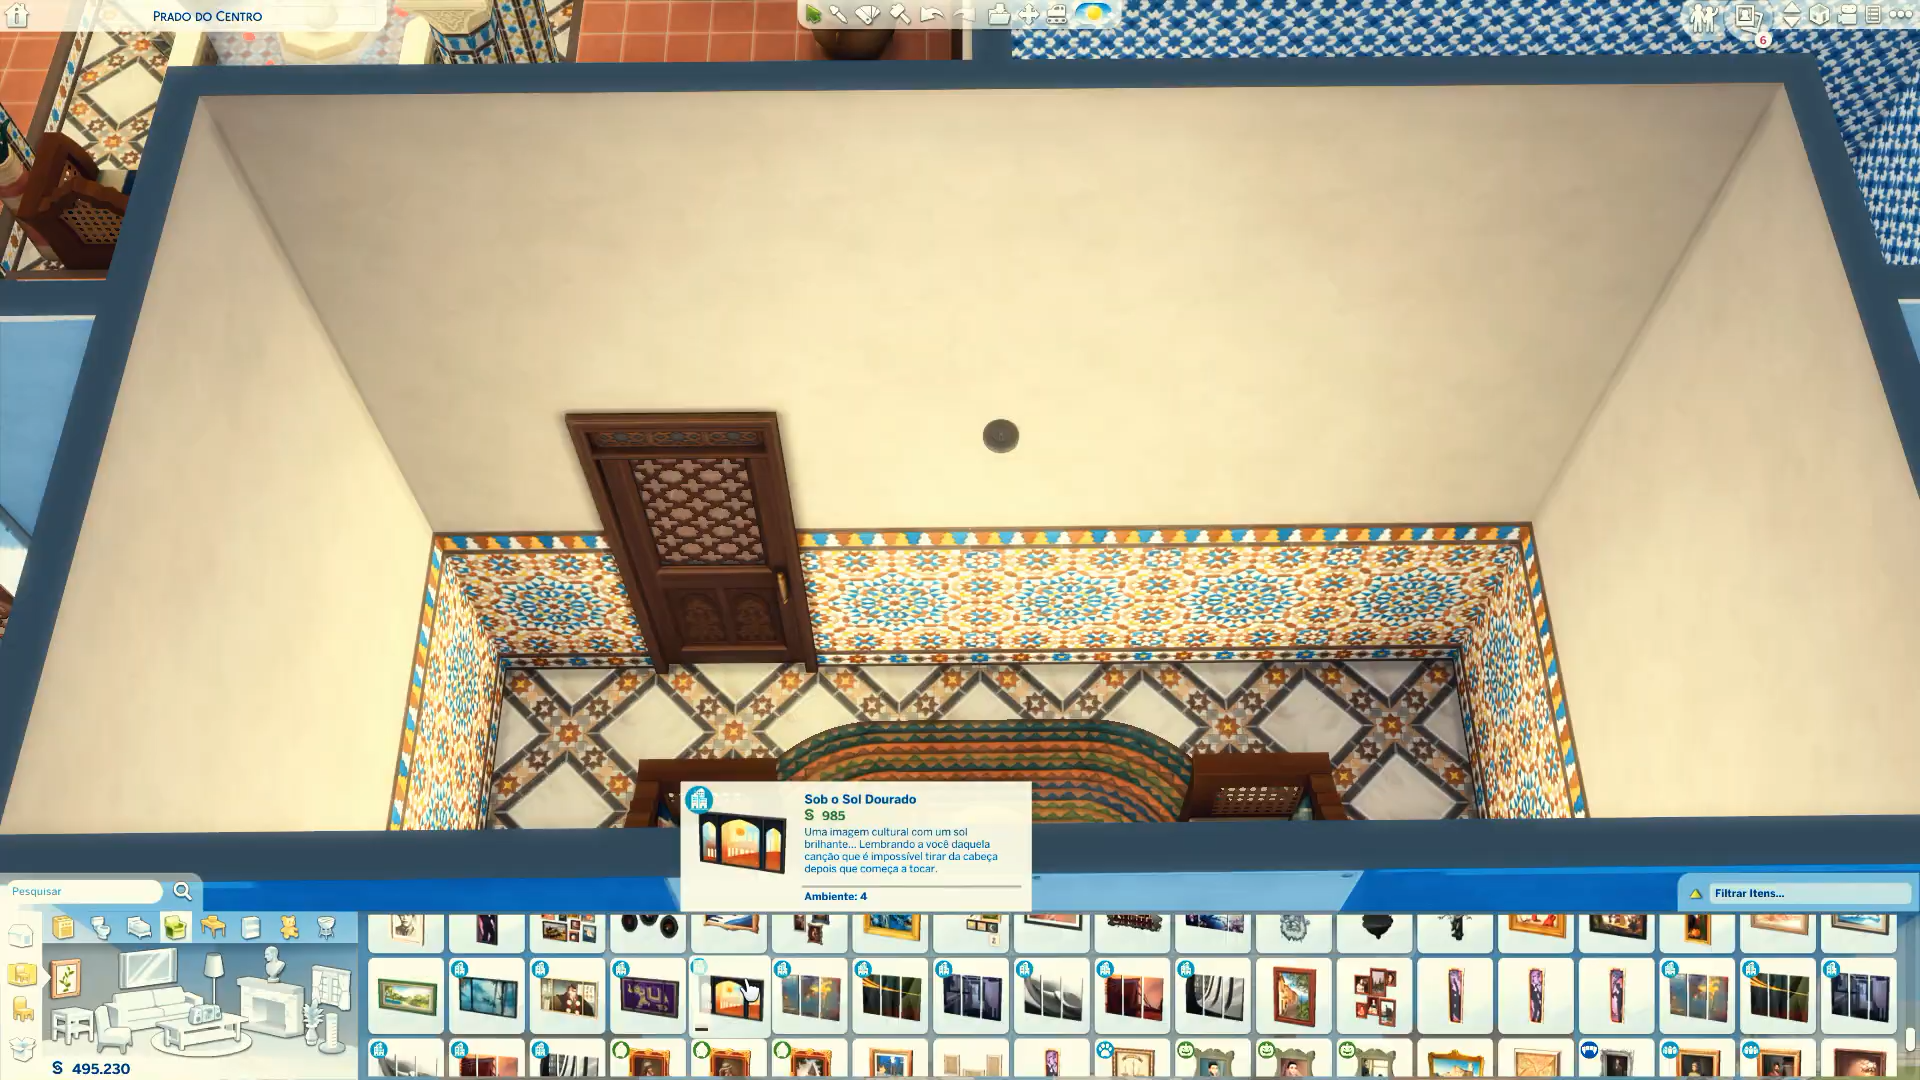 Prado do Centro
6
Sob o Sol Dourado
§ 985
Uma imagem cultural com um sol
brilhante... Lembrando a você daquela
canção que é impossível tirar da cabeça
depois que começa a tocar.
Ambiente: 4
Pesquisar
Filtrar Itens...
§ 495.230